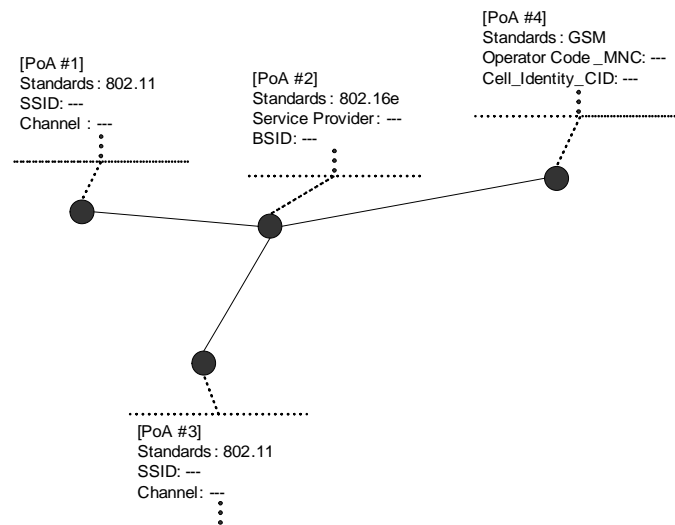 [PoA #1]
Standards : 802.11
SSID: ---
Channel : ---
[PoA #2]
Standards : 802.16e
Service Provider : ---
BSID: ---
[PoA #4]
Standards : GSM
Operator Code _MNC: ---
Cell_Identity_CID: ---
[PoA #3]
Standards : 802.11
SSID: ---
Channel: ---